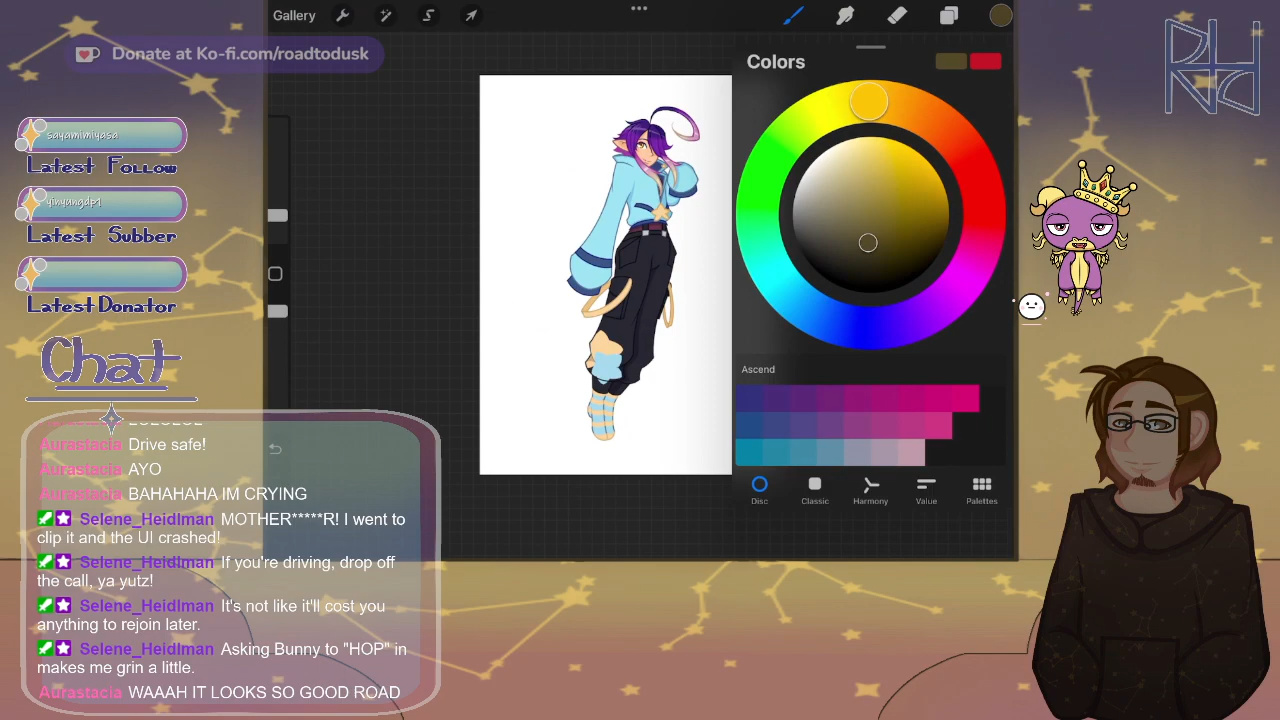 Gallery
Donate at Ko-fi.com/roadtodusk
sayamimiyasa
Latest Follow
yinyangdp1
Latest Subber
Latest Donator
Chat
Aurastacia Drive safe!
Aurastacia AYO
Aurastacia BAHAHAHA IM CRYING
Selene_Heidlman MOTHER*****R! I went to
clip it and the UI crashed!
Selene_Heidlman If you're driving, drop off
the call, ya yutz!
Selene_Heidlman It's not like it'll cost you
anything to rejoin later.
Selene_Heidlman Asking Bunny to "HOP" in
makes me grin a little.
Aurastacia WAAAH IT LOOKS SO GOOD ROAD
Colors
Ascend
Disc
Classic
Harmony
Value
Palettes